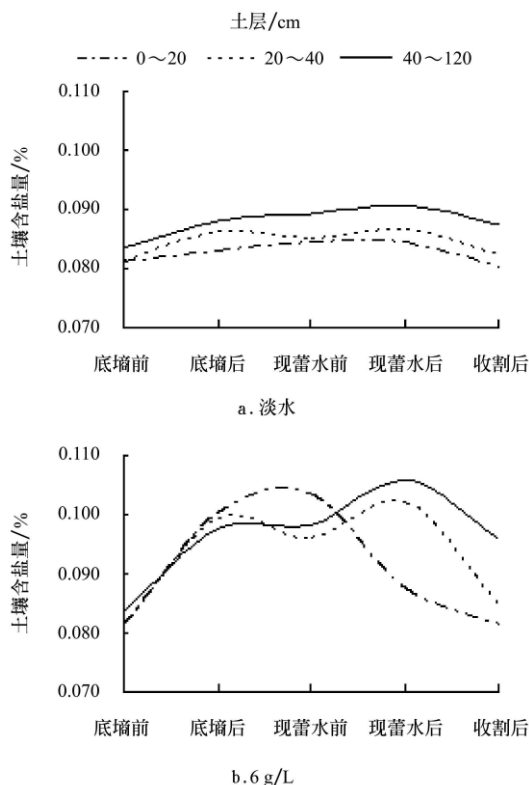 土层/cm
0～20 20～40 40～120
0.110
0.100
0.090
0.080
0.070
土壤含盐量/%
底墒前 底墒后 现蕾水前 现蕾水后 收割后
a.淡水
0.110
0.100
0.090
0.080
0.070
土壤含盐量/%
底墒前 底墒后 现蕾水前 现蕾水后 收割后
b.6 g/L